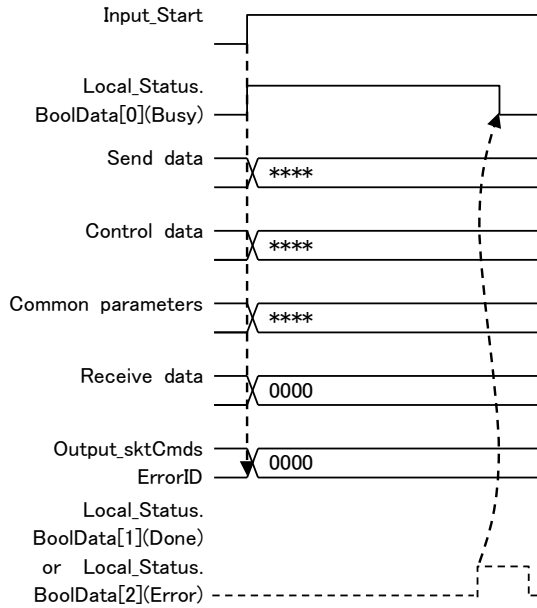 Input_Start
Local_Status.
BoolData[0](Busy)
Send data
****
Control data
****
Common parameters
****
Receive data
0000
Output_sktCmds
ErrorID
0000
Local_Status.
BoolData[1](Done)
or Local_Status.
BoolData[2](Error)